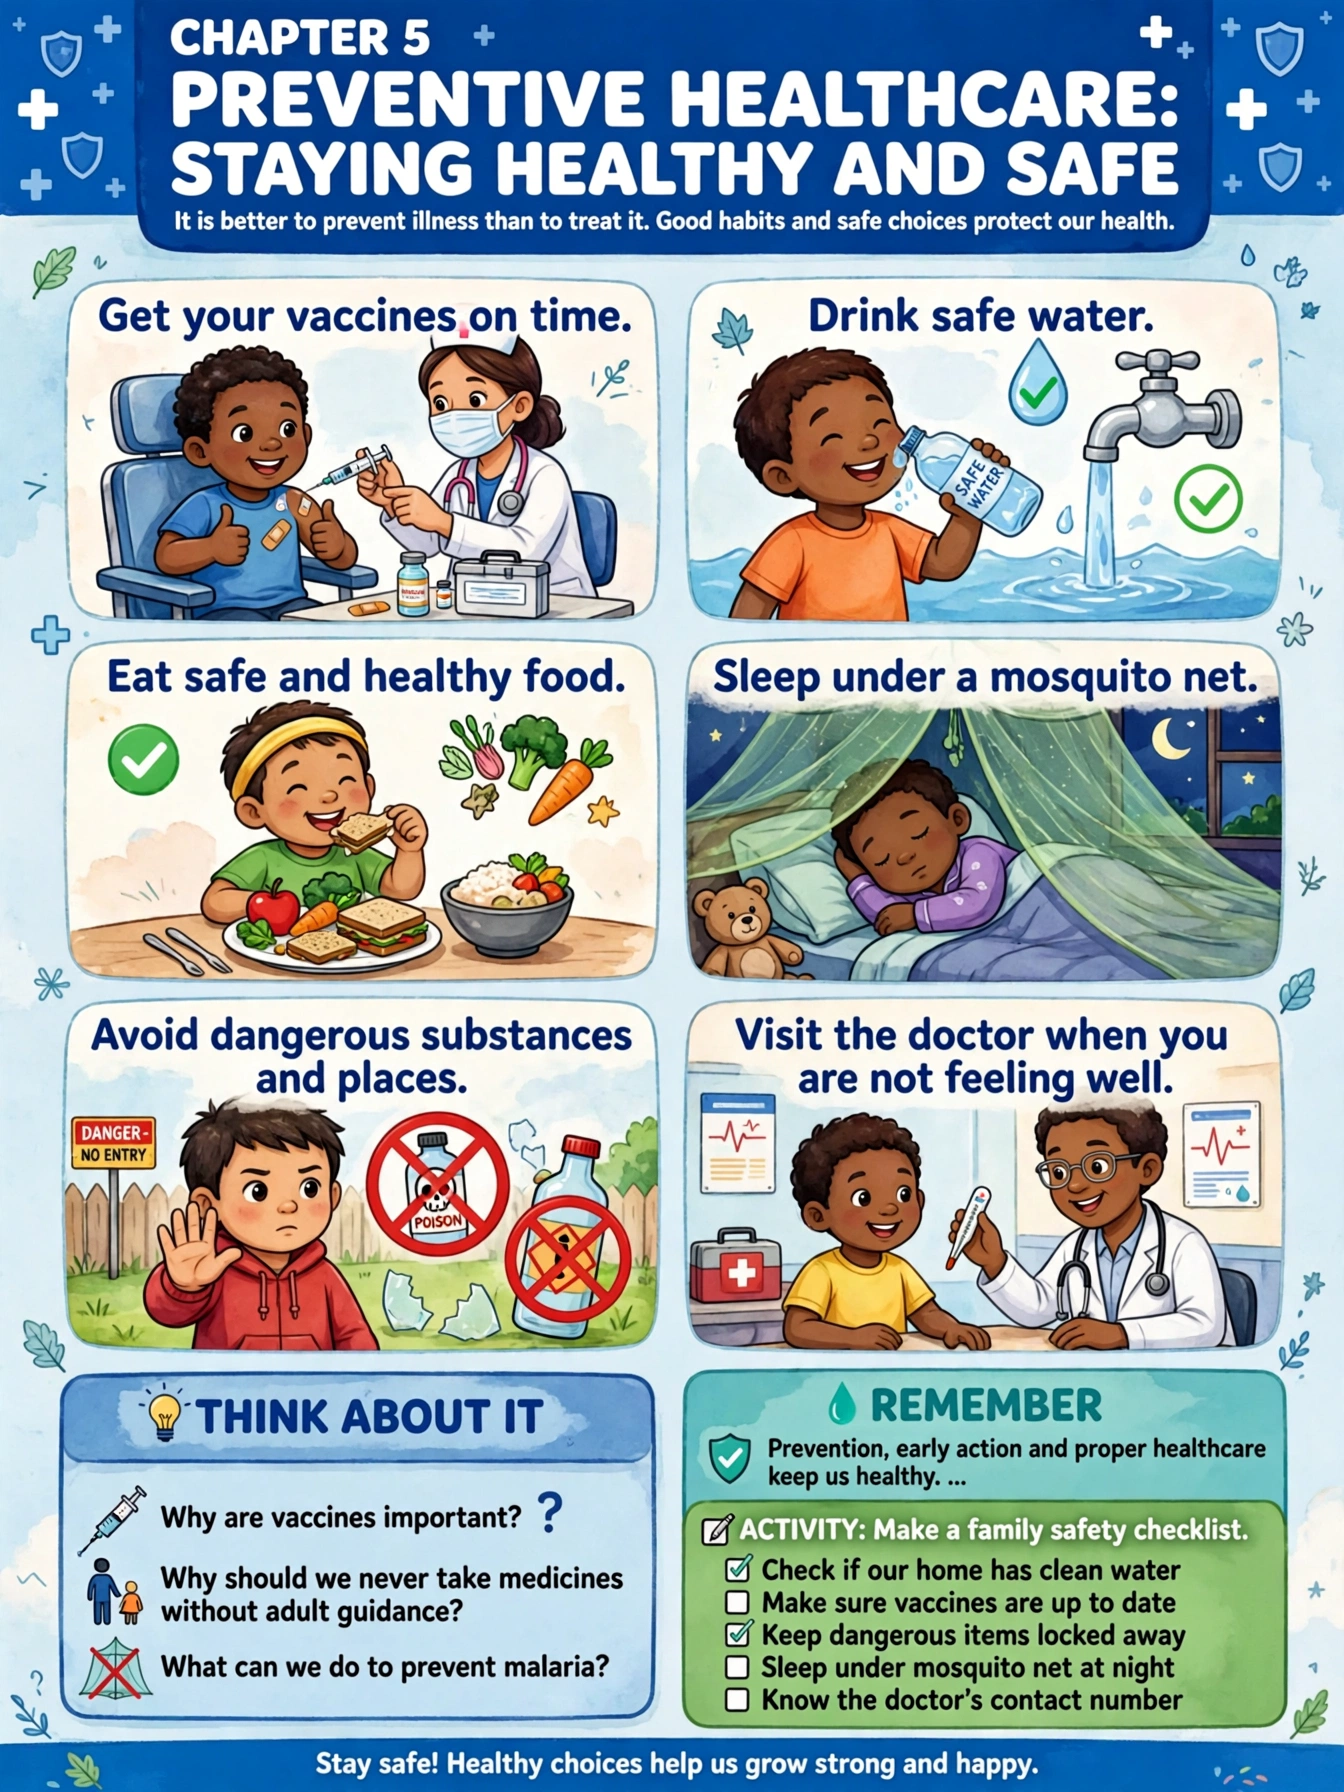 CHAPTER 5
PREVENTIVE HEALTHCARE:
STAYING HEALTHY AND SAFE
It is better to prevent illness than to treat it. Good habits and safe choices protect our health.
Get your vaccines on time.
Drink safe water.
SAFE
WATER
Eat safe and healthy food.
Sleep under a mosquito net.
Avoid dangerous substances
and places.
DANGER-
NO ENTRY
POISON
Visit the doctor when you
are not feeling well.
THINK ABOUT IT
Why are vaccines important? ?
Why should we never take medicines
without adult guidance?
What can we do to prevent malaria?
REMEMBER
Prevention, early action and proper healthcare
keep us healthy. ...
ACTIVITY: Make a family safety checklist.
Check if our home has clean water
Make sure vaccines are up to date
Keep dangerous items locked away
Sleep under mosquito net at night
Know the doctor's contact number
Stay safe! Healthy choices help us grow strong and happy.